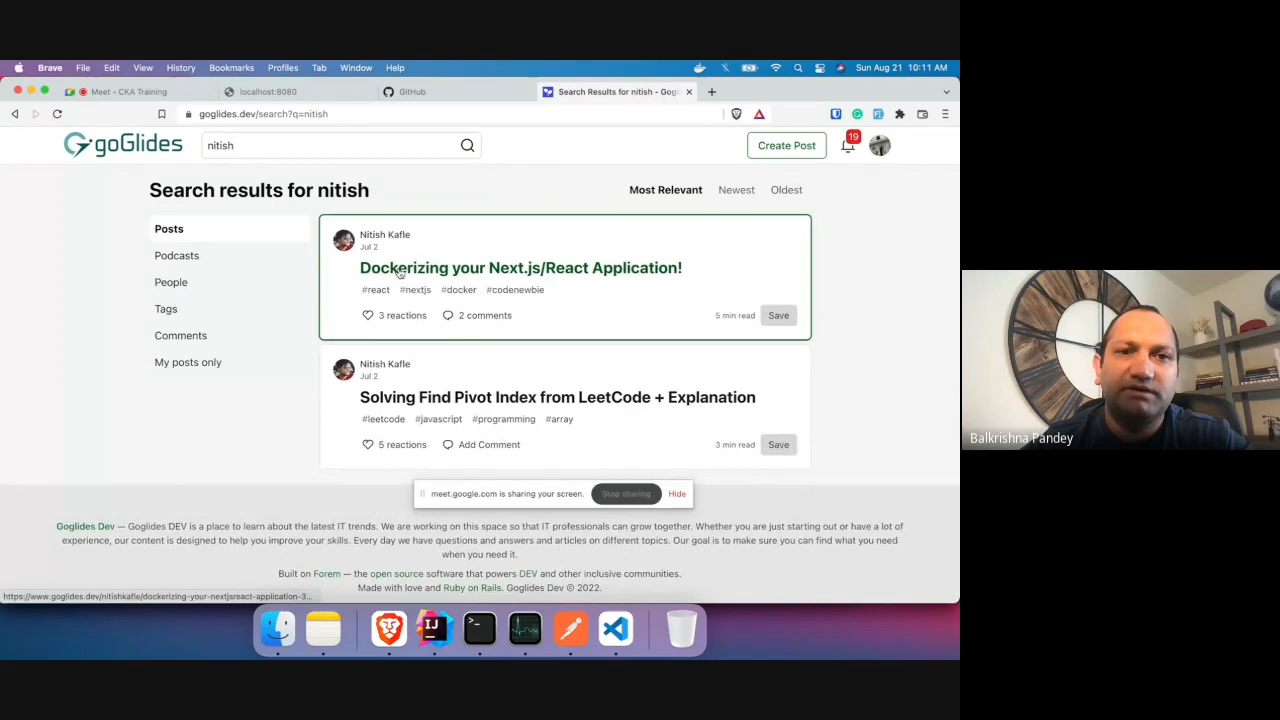 Brave File Edit View History Bookmarks Profiles Tab Window Help
Sun Aug 21 10:11 AM
Meet - CKA Training
localhost:8080
GitHub
Search Results for nitish - Gogli
goglides.dev/search?q=nitish
goGlides
nitish
Create Post
19
Search results for nitish
Most Relevant Newest Oldest
Posts
Podcasts
People
Tags
Comments
My posts only
Nitish Kafle
Jul 2
Dockerizing your Next.js/React Application!
#react #nextjs #docker #codenewbie
3 reactions 2 comments
5 min read Save
Nitish Kafle
Jul 2
Solving Find Pivot Index from LeetCode + Explanation
#leetcode #javascript #programming #array
5 reactions Add Comment
3 min read Save
meet.google.com is sharing your screen. Stop sharing Hide
Goglides Dev — Goglides DEV is a place to learn about the latest IT trends. We are working on this space so that IT professionals can grow together. Whether you are just starting out or have a lot of
experience, our content is designed to help you improve your skills. Every day we have questions and answers and articles on different topics. Our goal is to make sure you can find what you need
when you need it.
Built on Forem — the open source software that powers DEV and other inclusive communities.
Made with love and Ruby on Rails. Goglides Dev © 2022.
https://www.goglides.dev/nitishkafle/dockerizing-your-nextjsreact-application-3...
IJ
Balkrishna Pandey